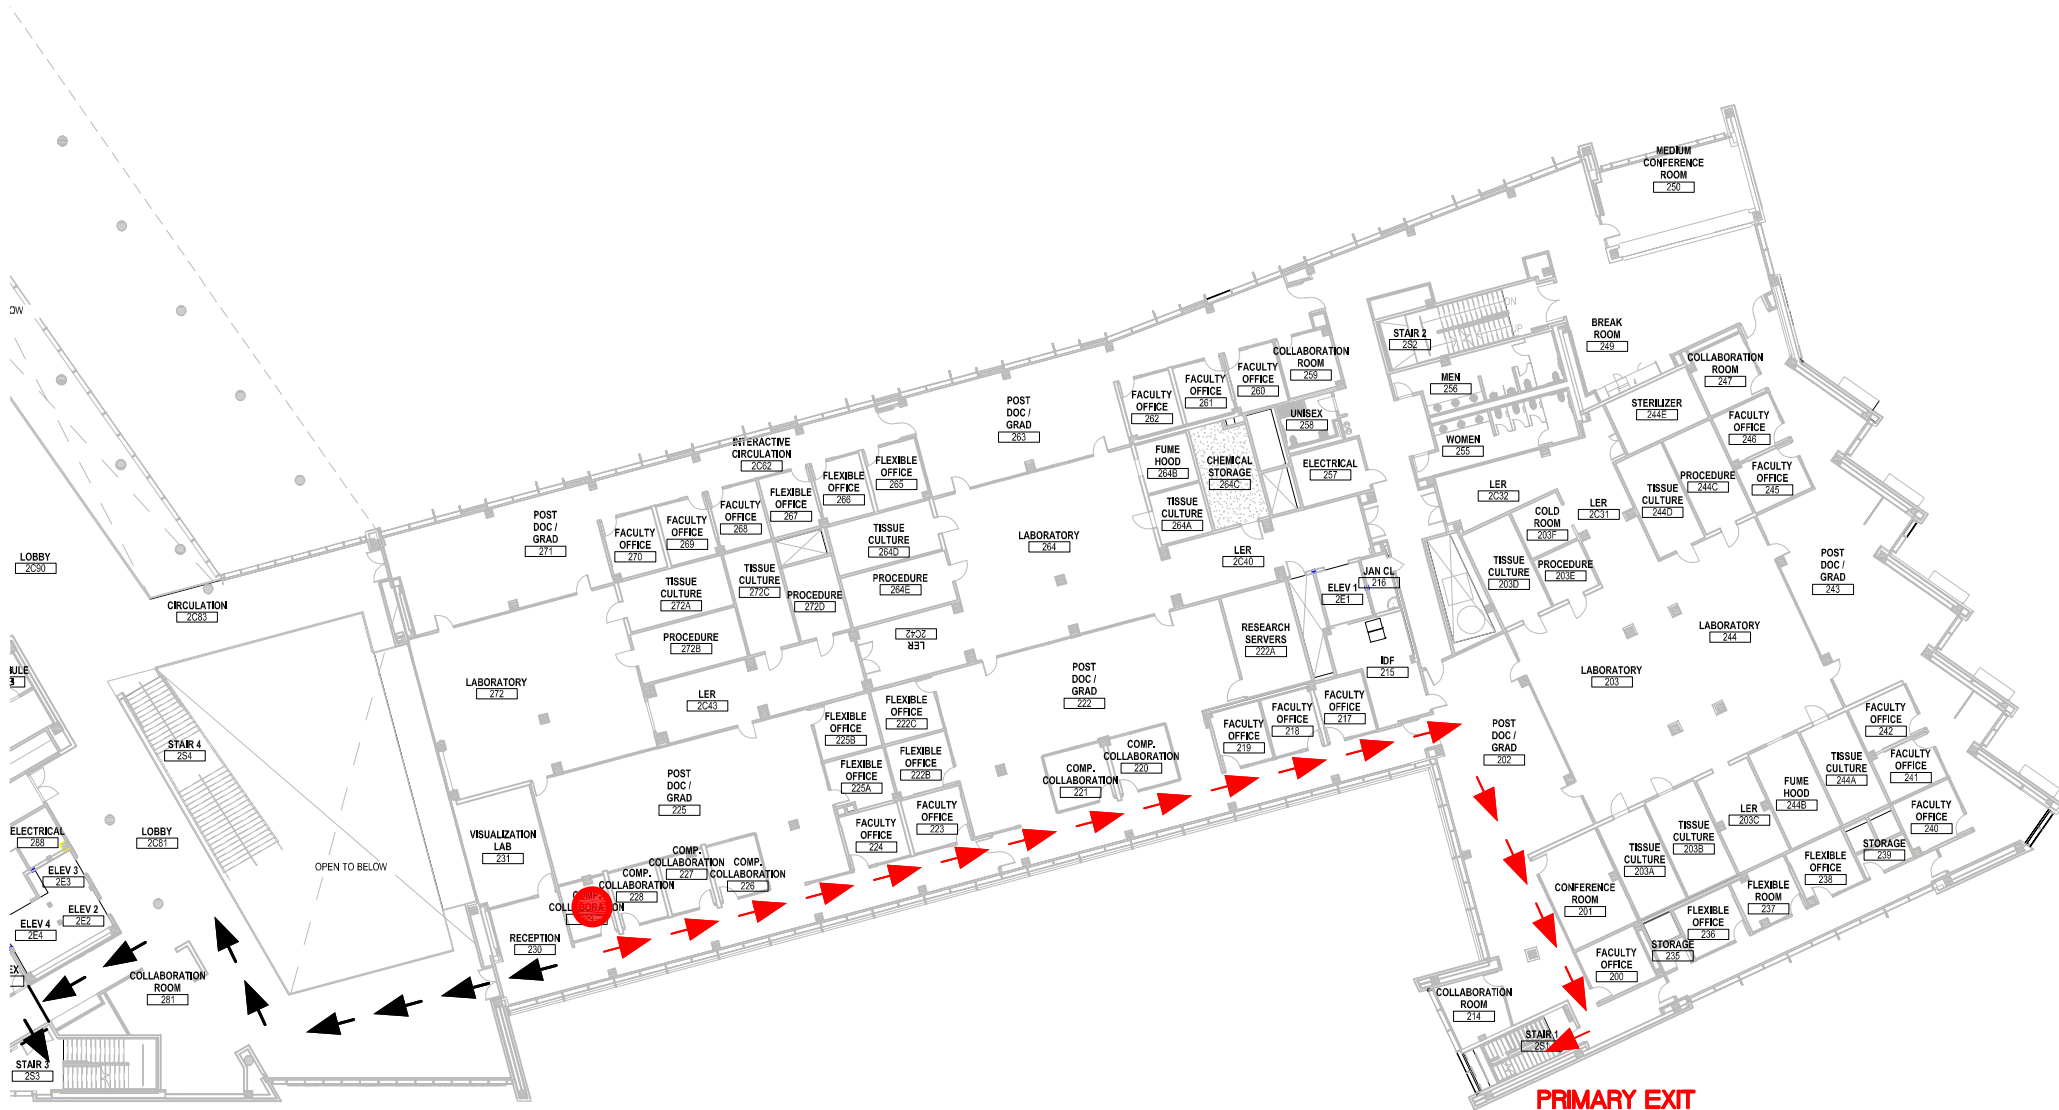 MEDIUM
CONFERENCE
ROOM
250
STAIR 2
2S2
DN
UP
BREAK
ROOM
249
COLLABORATION
ROOM
247
MEN
256
STERILIZER
244E
FACULTY
OFFICE
246
WOMEN
255
PROCEDURE
244C
FACULTY
OFFICE
245
TISSUE
CULTURE
244D
LER
2C32
LER
2C31
COLD
ROOM
203F
TISSUE
CULTURE
203D
PROCEDURE
203E
POST
DOC /
GRAD
243
LABORATORY
244
LABORATORY
203
COLLABORATION
ROOM
259
FACULTY
OFFICE
260
FACULTY
OFFICE
261
FACULTY
OFFICE
262
UNISEX
258
ELECTRICAL
257
FUME
HOOD
264B
CHEMICAL
STORAGE
264C
TISSUE
CULTURE
264A
POST
DOC /
GRAD
263
LABORATORY
264
LER
2C40
JAN CL
216
ELEV 1
2E1
RESEARCH
SERVERS
222A
IDF
215
INTERACTIVE
CIRCULATION
2C62
FLEXIBLE
OFFICE
265
FLEXIBLE
OFFICE
266
FLEXIBLE
OFFICE
267
FACULTY
OFFICE
268
FACULTY
OFFICE
269
FACULTY
OFFICE
270
POST
DOC /
GRAD
271
TISSUE
CULTURE
264D
PROCEDURE
264E
TISSUE
CULTURE
272C
PROCEDURE
272D
TISSUE
CULTURE
272A
PROCEDURE
272B
LER
2C42
LABORATORY
272
LER
2C43
LOBBY
2C90
CIRCULATION
2C83
STAIR 4
2S4
OPEN TO BELOW
LOBBY
2C81
ELECTRICAL
288
ELEV 3
2E3
ELEV 2
2E2
ELEV 4
2E4
COLLABORATION
ROOM
281
STAIR 3
2S3
VISUALIZATION
LAB
231
RECEPTION
230
POST
DOC /
GRAD
225
COMP.
COLLABORATION
228
COMP.
COLLABORATION
227
COMP.
COLLABORATION
226
FLEXIBLE
OFFICE
225B
FLEXIBLE
OFFICE
225A
FLEXIBLE
OFFICE
222C
FLEXIBLE
OFFICE
222B
FACULTY
OFFICE
224
FACULTY
OFFICE
223
POST
DOC /
GRAD
222
COMP.
COLLABORATION
221
COMP.
COLLABORATION
220
FACULTY
OFFICE
219
FACULTY
OFFICE
218
FACULTY
OFFICE
217
POST
DOC /
GRAD
202
FACULTY
OFFICE
242
FACULTY
OFFICE
241
FACULTY
OFFICE
240
TISSUE
CULTURE
244A
FUME
HOOD
244B
LER
203C
TISSUE
CULTURE
203B
TISSUE
CULTURE
203A
STORAGE
239
FLEXIBLE
OFFICE
238
FLEXIBLE
ROOM
237
FLEXIBLE
OFFICE
236
STORAGE
235
CONFERENCE
ROOM
201
FACULTY
OFFICE
200
COLLABORATION
ROOM
214
STAIR 1
2S1
PRIMARY EXIT